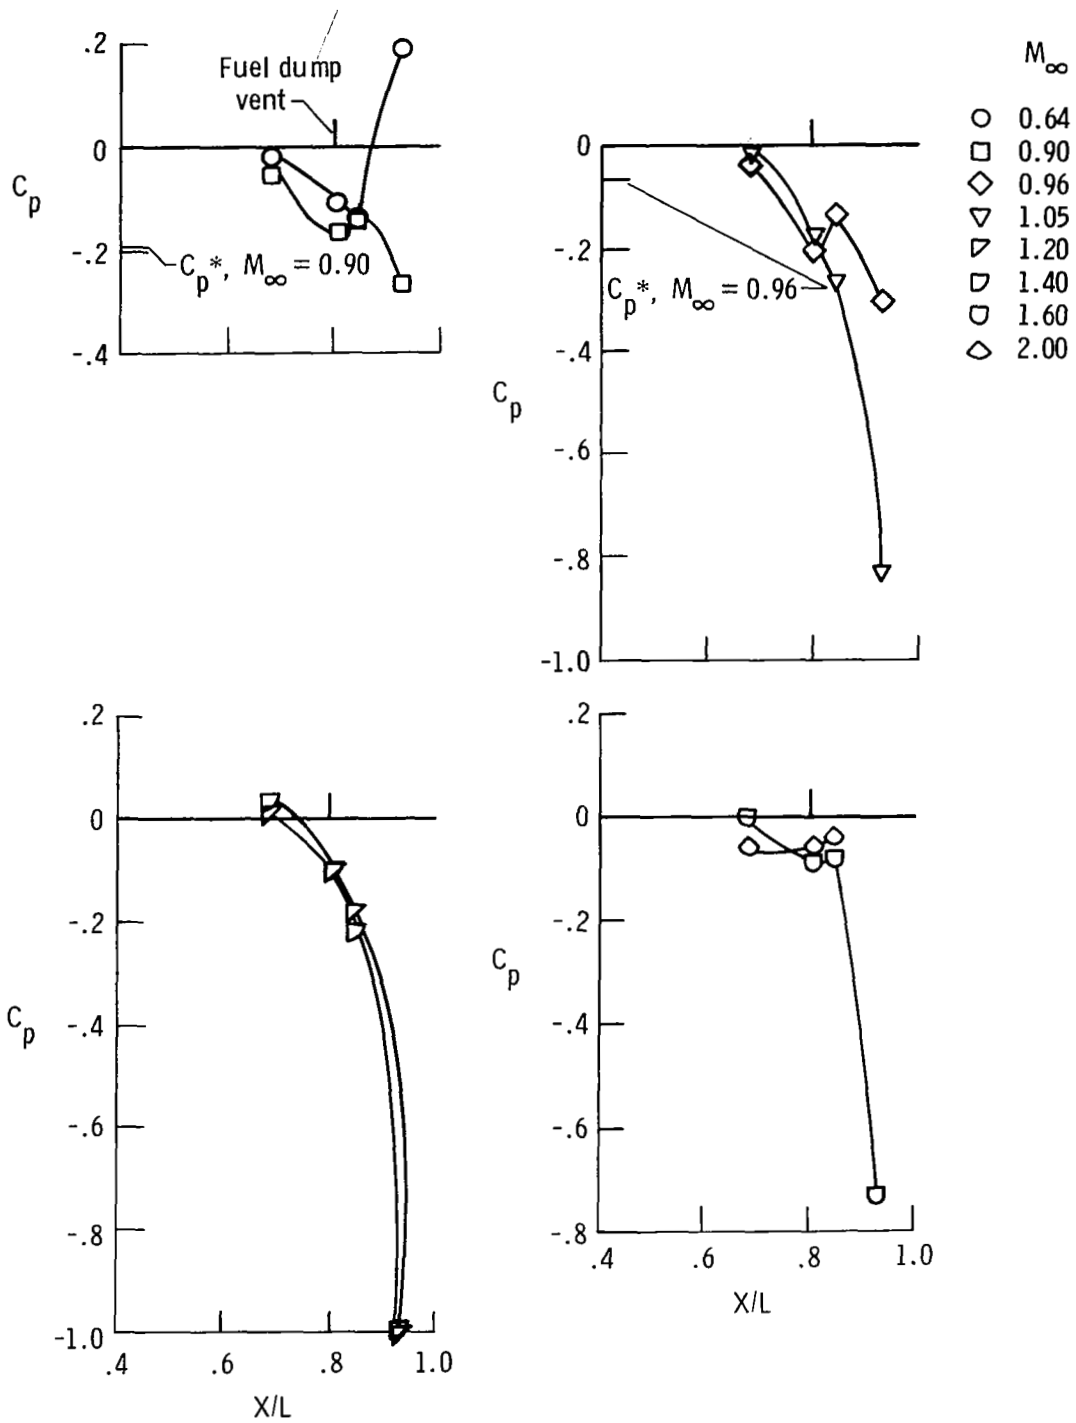 M∞
○ 0.64
□ 0.90
◇ 0.96
▽ 1.05
1.20
1.40
1.60
2.00
.2
0
-.2
-.4
C_p
Fuel dump
vent
C_p*, M∞ = 0.90
0
-.2
-.4
-.6
-.8
-1.0
C_p
C_p*, M∞ = 0.96
.2
0
-.2
-.4
-.6
-.8
-1.0
C_p
.4 .6 .8 1.0
X/L
.2
0
-.2
-.4
-.6
-.8
C_p
.4 .6 .8 1.0
X/L